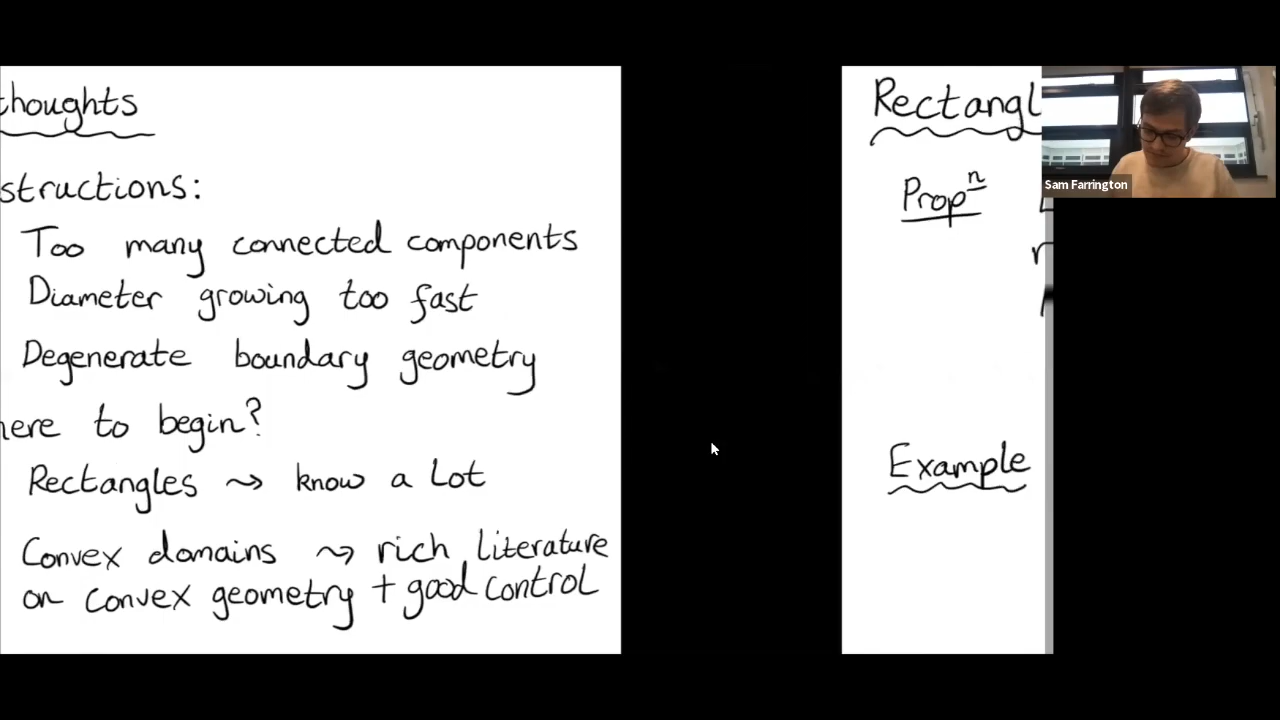 thoughts
structions:
Too many connected components
Diameter growing too fast
Degenerate boundary geometry
here to begin?
Rectangles ⇝ know a lot
Convex domains ⇝ rich literature
on convex geometry + good control
Rectangl
Propⁿ
Example
Sam Farrington